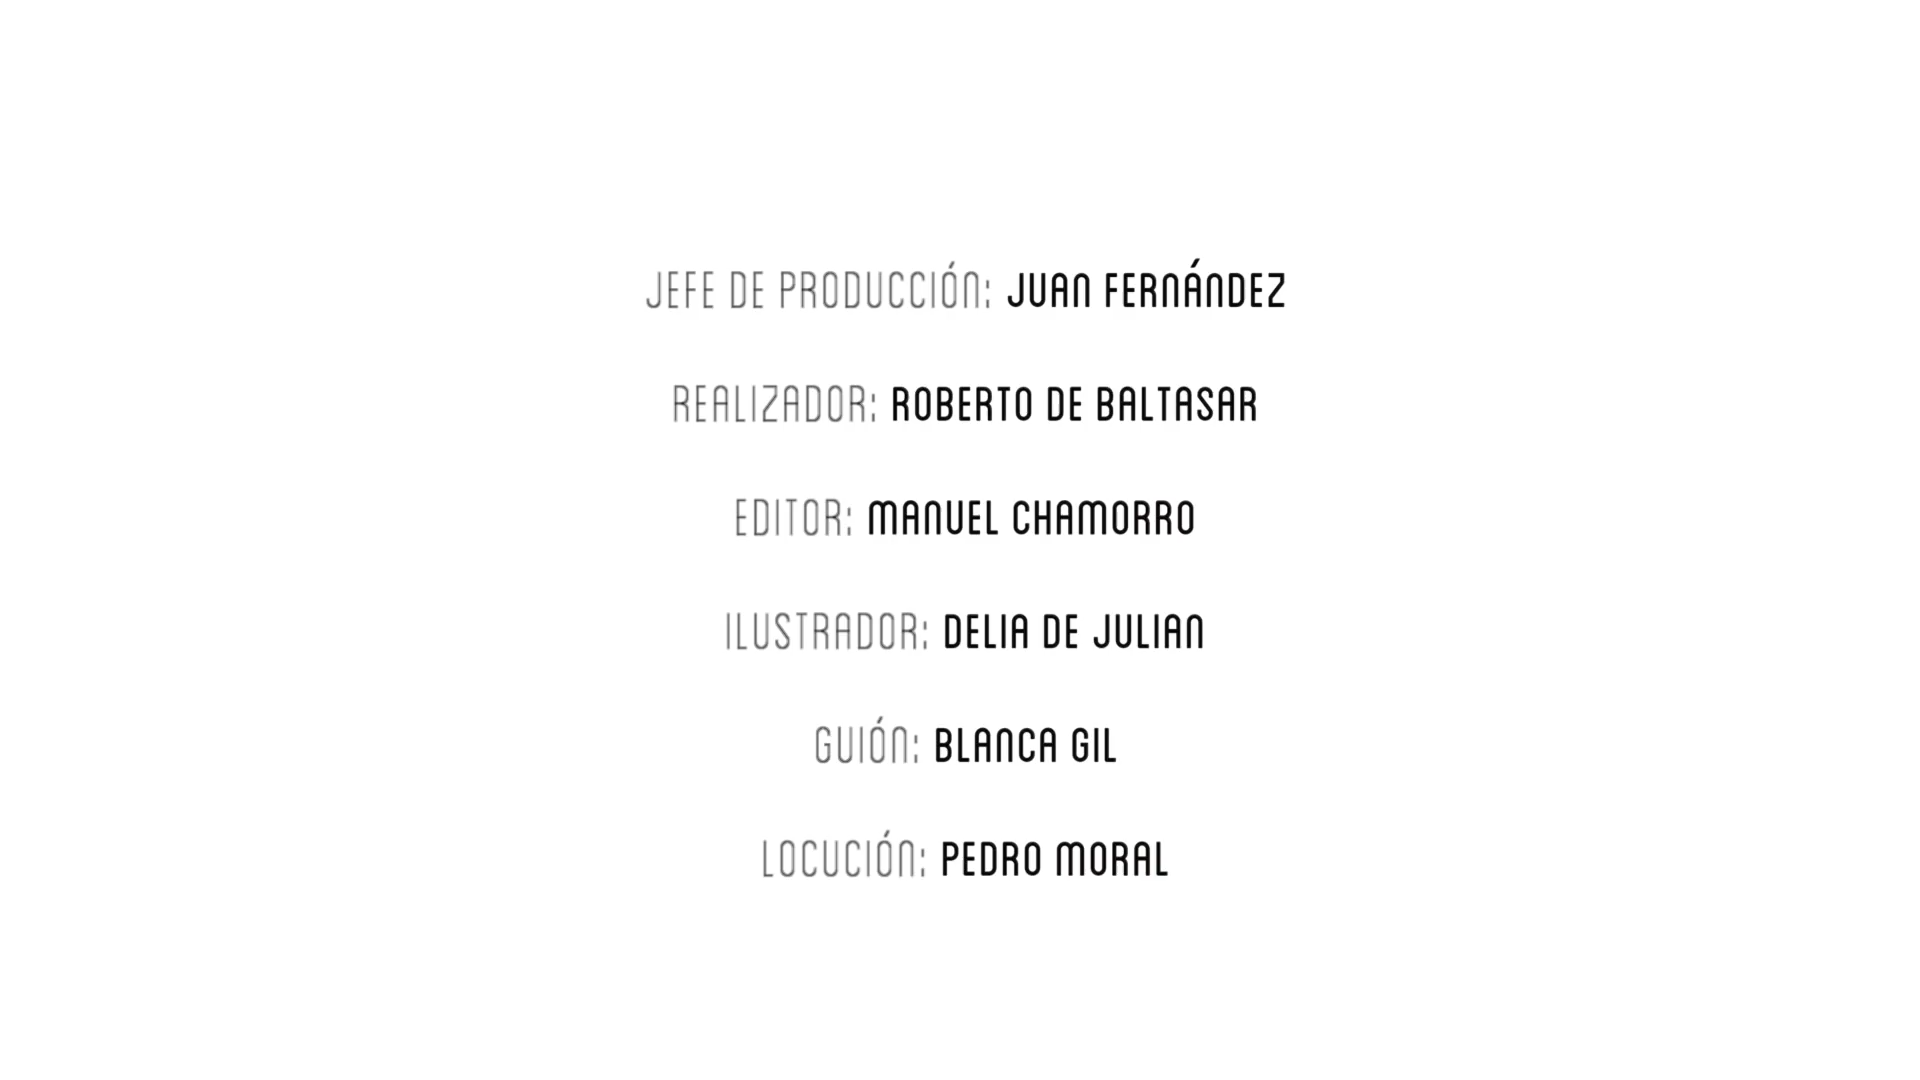 JEFE DE PRODUCCIÓN: JUAN FERNÁNDEZ
REALIZADOR: ROBERTO DE BALTASAR
EDITOR: MANUEL CHAMORRO
ILUSTRADOR: DELIA DE JULIAN
GUIÓN: BLANCA GIL
LOCUCIÓN: PEDRO MORAL